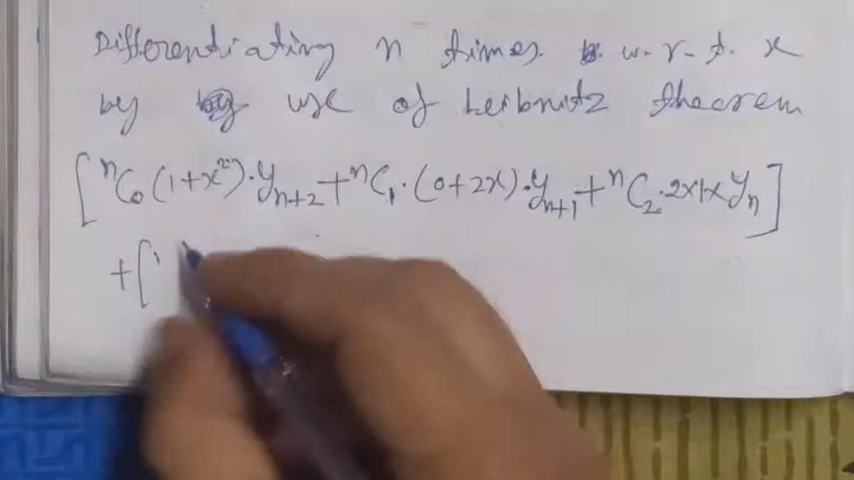 Differentiating n times w.r.t. x
by use of Leibnitz theorem
[ⁿC₀(1+x²)·yₙ₊₂+ⁿC₁·(0+2x)·yₙ₊₁+ⁿC₂·2×1×yₙ]
+[